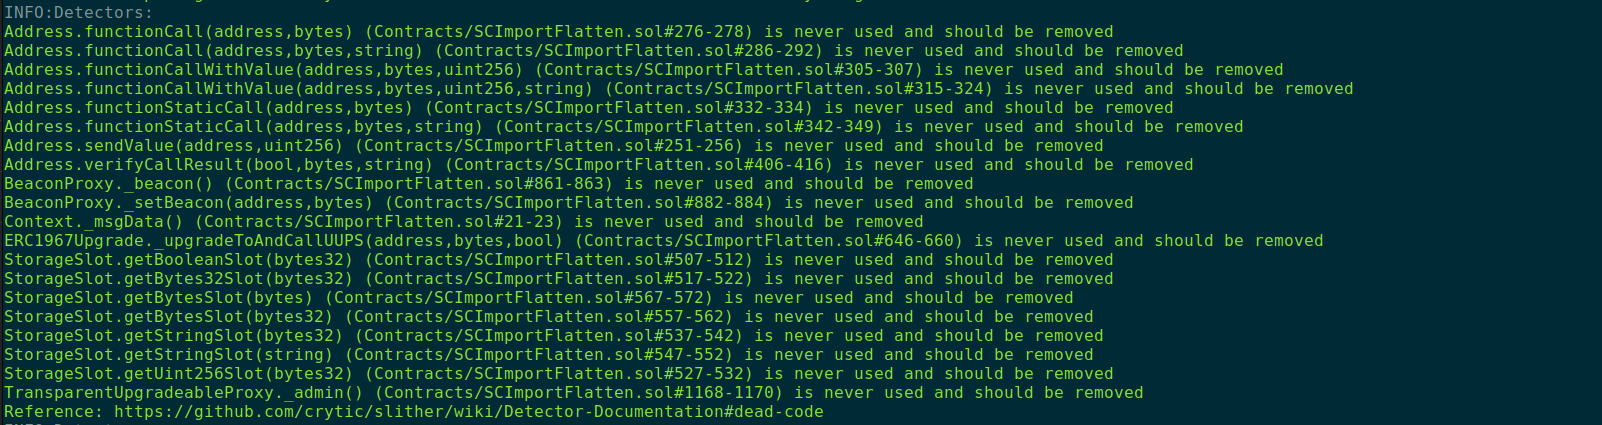 INFO:Detectors:
Address.functionCall(address,bytes) (Contracts/SCImportFlatten.sol#276-278) is never used and should be removed
Address.functionCall(address,bytes,string) (Contracts/SCImportFlatten.sol#286-292) is never used and should be removed
Address.functionCallWithValue(address,bytes,uint256) (Contracts/SCImportFlatten.sol#305-307) is never used and should be removed
Address.functionCallWithValue(address,bytes,uint256,string) (Contracts/SCImportFlatten.sol#315-324) is never used and should be removed
Address.functionStaticCall(address,bytes) (Contracts/SCImportFlatten.sol#332-334) is never used and should be removed
Address.functionStaticCall(address,bytes,string) (Contracts/SCImportFlatten.sol#342-349) is never used and should be removed
Address.sendValue(address,uint256) (Contracts/SCImportFlatten.sol#251-256) is never used and should be removed
Address.verifyCallResult(bool,bytes,string) (Contracts/SCImportFlatten.sol#406-416) is never used and should be removed
BeaconProxy._beacon() (Contracts/SCImportFlatten.sol#861-863) is never used and should be removed
BeaconProxy._setBeacon(address,bytes) (Contracts/SCImportFlatten.sol#882-884) is never used and should be removed
Context._msgData() (Contracts/SCImportFlatten.sol#21-23) is never used and should be removed
ERC1967Upgrade._upgradeToAndCallUUPS(address,bytes,bool) (Contracts/SCImportFlatten.sol#646-660) is never used and should be removed
StorageSlot.getBooleanSlot(bytes32) (Contracts/SCImportFlatten.sol#507-512) is never used and should be removed
StorageSlot.getBytes32Slot(bytes32) (Contracts/SCImportFlatten.sol#517-522) is never used and should be removed
StorageSlot.getBytesSlot(bytes) (Contracts/SCImportFlatten.sol#567-572) is never used and should be removed
StorageSlot.getBytesSlot(bytes32) (Contracts/SCImportFlatten.sol#557-562) is never used and should be removed
StorageSlot.getStringSlot(bytes32) (Contracts/SCImportFlatten.sol#537-542) is never used and should be removed
StorageSlot.getStringSlot(string) (Contracts/SCImportFlatten.sol#547-552) is never used and should be removed
StorageSlot.getUint256Slot(bytes32) (Contracts/SCImportFlatten.sol#527-532) is never used and should be removed
TransparentUpgradeableProxy._admin() (Contracts/SCImportFlatten.sol#1168-1170) is never used and should be removed
Reference: https://github.com/crytic/slither/wiki/Detector-Documentation#dead-code